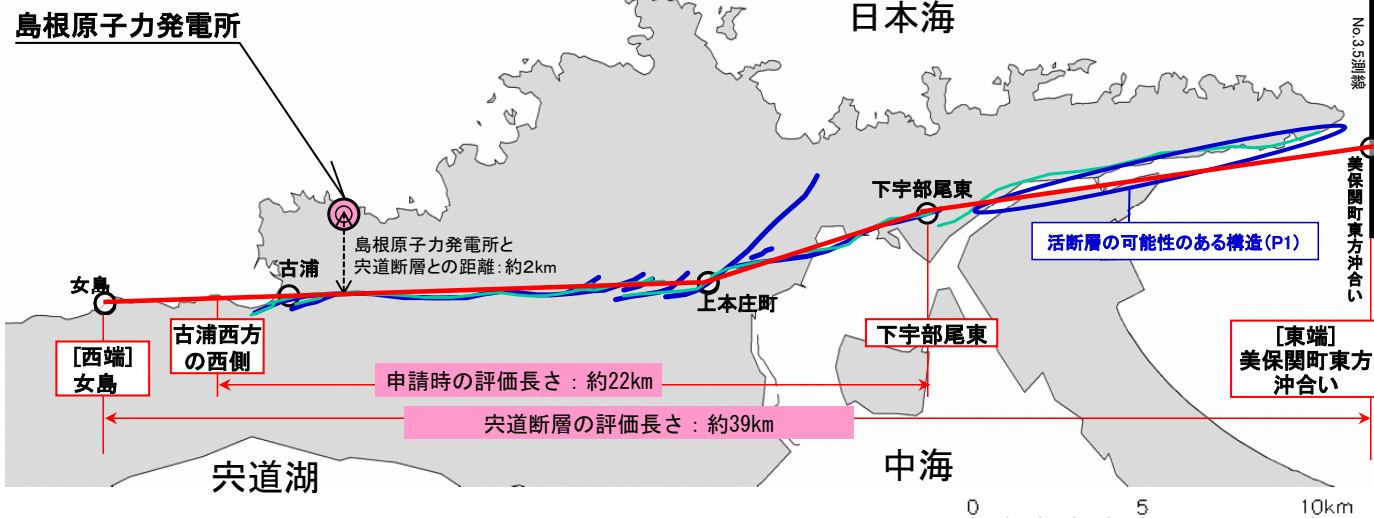 島根原子力発電所
日本海
No.3.5測線
美保関町東方沖合い
下宇部尾東
活断層の可能性のある構造(P1)
島根原子力発電所と
宍道断層との距離:約2km
古浦
女島
上本庄町
古浦西方
の西側
下宇部尾東
[西端]
女島
[東端]
美保関町東方
沖合い
申請時の評価長さ:約22km
宍道断層の評価長さ:約39km
宍道湖
中海
0 5 10km